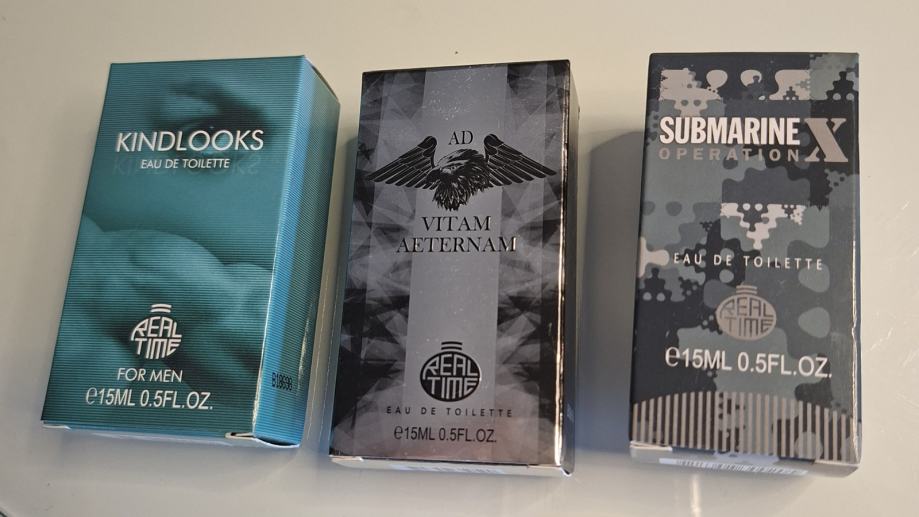 KINDLOOKS
EAU DE TOILETTE
REAL
TIME
FOR MEN
℮15ML 0.5FL.OZ.
AD
VITAM
AETERNAM
REAL
TIME
EAU DE TOILETTE
℮15ML 0.5FL.OZ.
SUBMARINE X
OPERATION
EAU DE TOILETTE
REAL
TIME
℮15ML 0.5FL.OZ.